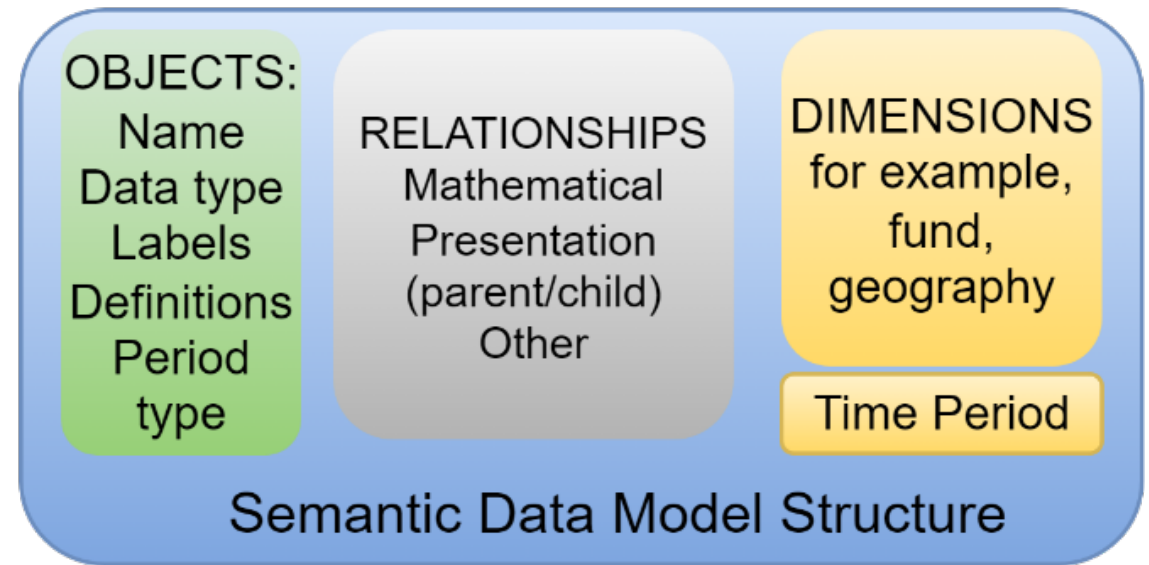 OBJECTS:
Name
Data type
Labels
Definitions
Period
type
RELATIONSHIPS
Mathematical
Presentation
(parent/child)
Other
DIMENSIONS
for example,
fund,
geography
Time Period
Semantic Data Model Structure